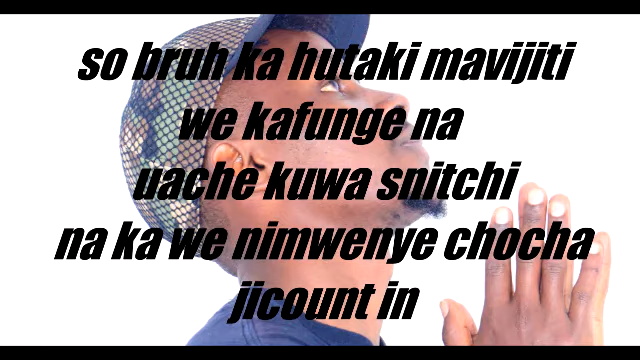 so bruh ka hutaki mavijiti
we kafunge na
uache kuwa snitchi
na ka we nimwenye chocha
jicount in